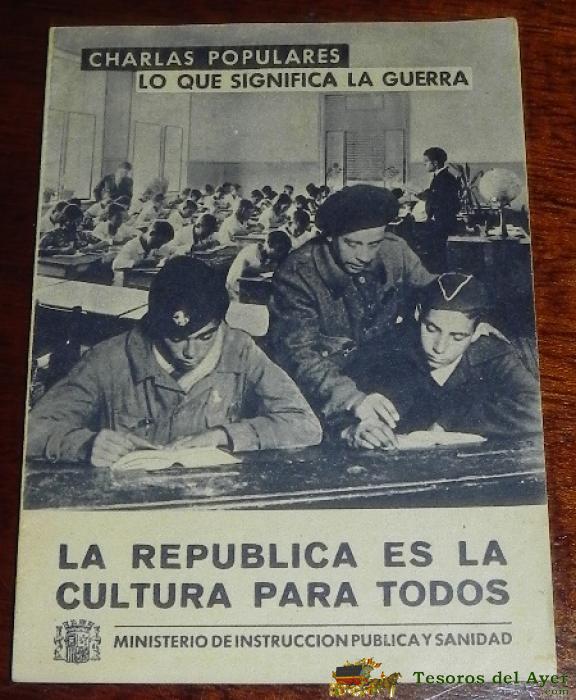 CHARLAS POPULARES
LO QUE SIGNIFICA LA GUERRA
LA REPUBLICA ES LA
CULTURA PARA TODOS
MINISTERIO DE INSTRUCCION PUBLICA Y SANIDAD
Tesoros del Ayer
.com